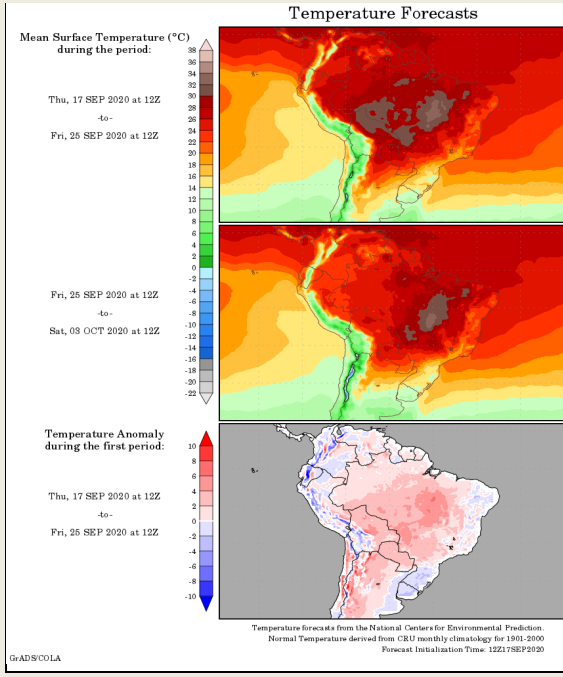 Temperature Forecasts
Mean Surface Temperature (°C)
during the period:
38
36
34
32
30
28
26
24
22
20
18
16
14
12
10
8
6
4
2
0
-2
-4
-6
-8
-10
-12
-14
-16
-18
-20
-22
Thu, 17 SEP 2020 at 12Z
-to-
Fri, 25 SEP 2020 at 12Z
Fri, 25 SEP 2020 at 12Z
-to-
Sat, 03 OCT 2020 at 12Z
Temperature Anomaly
during the first period:
10
8
6
4
2
0
-2
-4
-6
-8
-10
Thu, 17 SEP 2020 at 12Z
-to-
Fri, 25 SEP 2020 at 12Z
Temperature forecasts from the National Centers for Environmental Prediction.
Normal Temperature derived from CRU monthly climatology for 1901-2000
Forecast Initialization Time: 12Z17SEP2020
GrADS/COLA